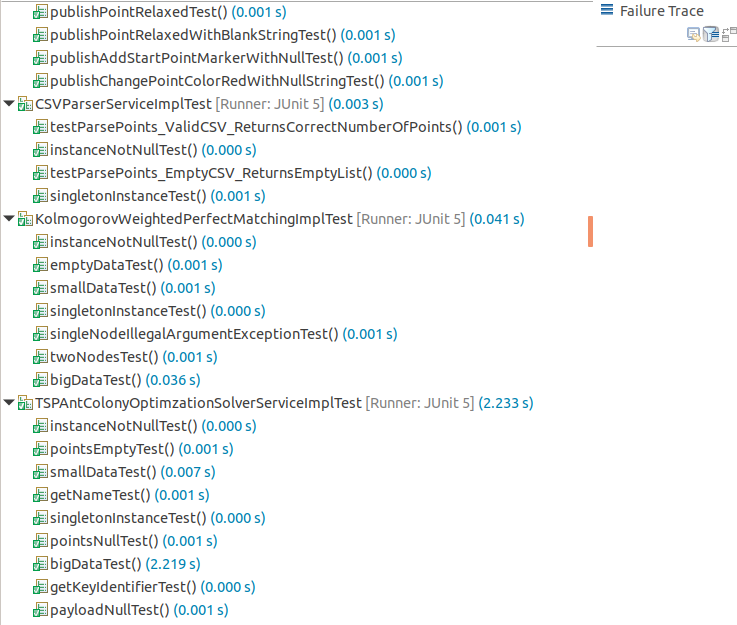 publishPointRelaxedTest() (0.001 s)
Failure Trace
publishPointRelaxedWithBlankStringTest() (0.001 s)
publishAddStartPointMarkerWithNullTest() (0.001 s)
publishChangePointColorRedWithNullStringTest() (0.001 s)
CSVParserServiceImplTest [Runner: JUnit 5] (0.003 s)
testParsePoints_ValidCSV_ReturnsCorrectNumberOfPoints() (0.001 s)
instanceNotNullTest() (0.000 s)
testParsePoints_EmptyCSV_ReturnsEmptyList() (0.000 s)
singletonInstanceTest() (0.001 s)
KolmogorovWeightedPerfectMatchingImplTest [Runner: JUnit 5] (0.041 s)
instanceNotNullTest() (0.000 s)
emptyDataTest() (0.001 s)
smallDataTest() (0.001 s)
singletonInstanceTest() (0.000 s)
singleNodeIllegalArgumentExceptionTest() (0.001 s)
twoNodesTest() (0.001 s)
bigDataTest() (0.036 s)
TSPAntColonyOptimzationSolverServiceImplTest [Runner: JUnit 5] (2.233 s)
instanceNotNullTest() (0.000 s)
pointsEmptyTest() (0.001 s)
smallDataTest() (0.007 s)
getNameTest() (0.001 s)
singletonInstanceTest() (0.000 s)
pointsNullTest() (0.001 s)
bigDataTest() (2.219 s)
getKeyIdentifierTest() (0.000 s)
payloadNullTest() (0.001 s)